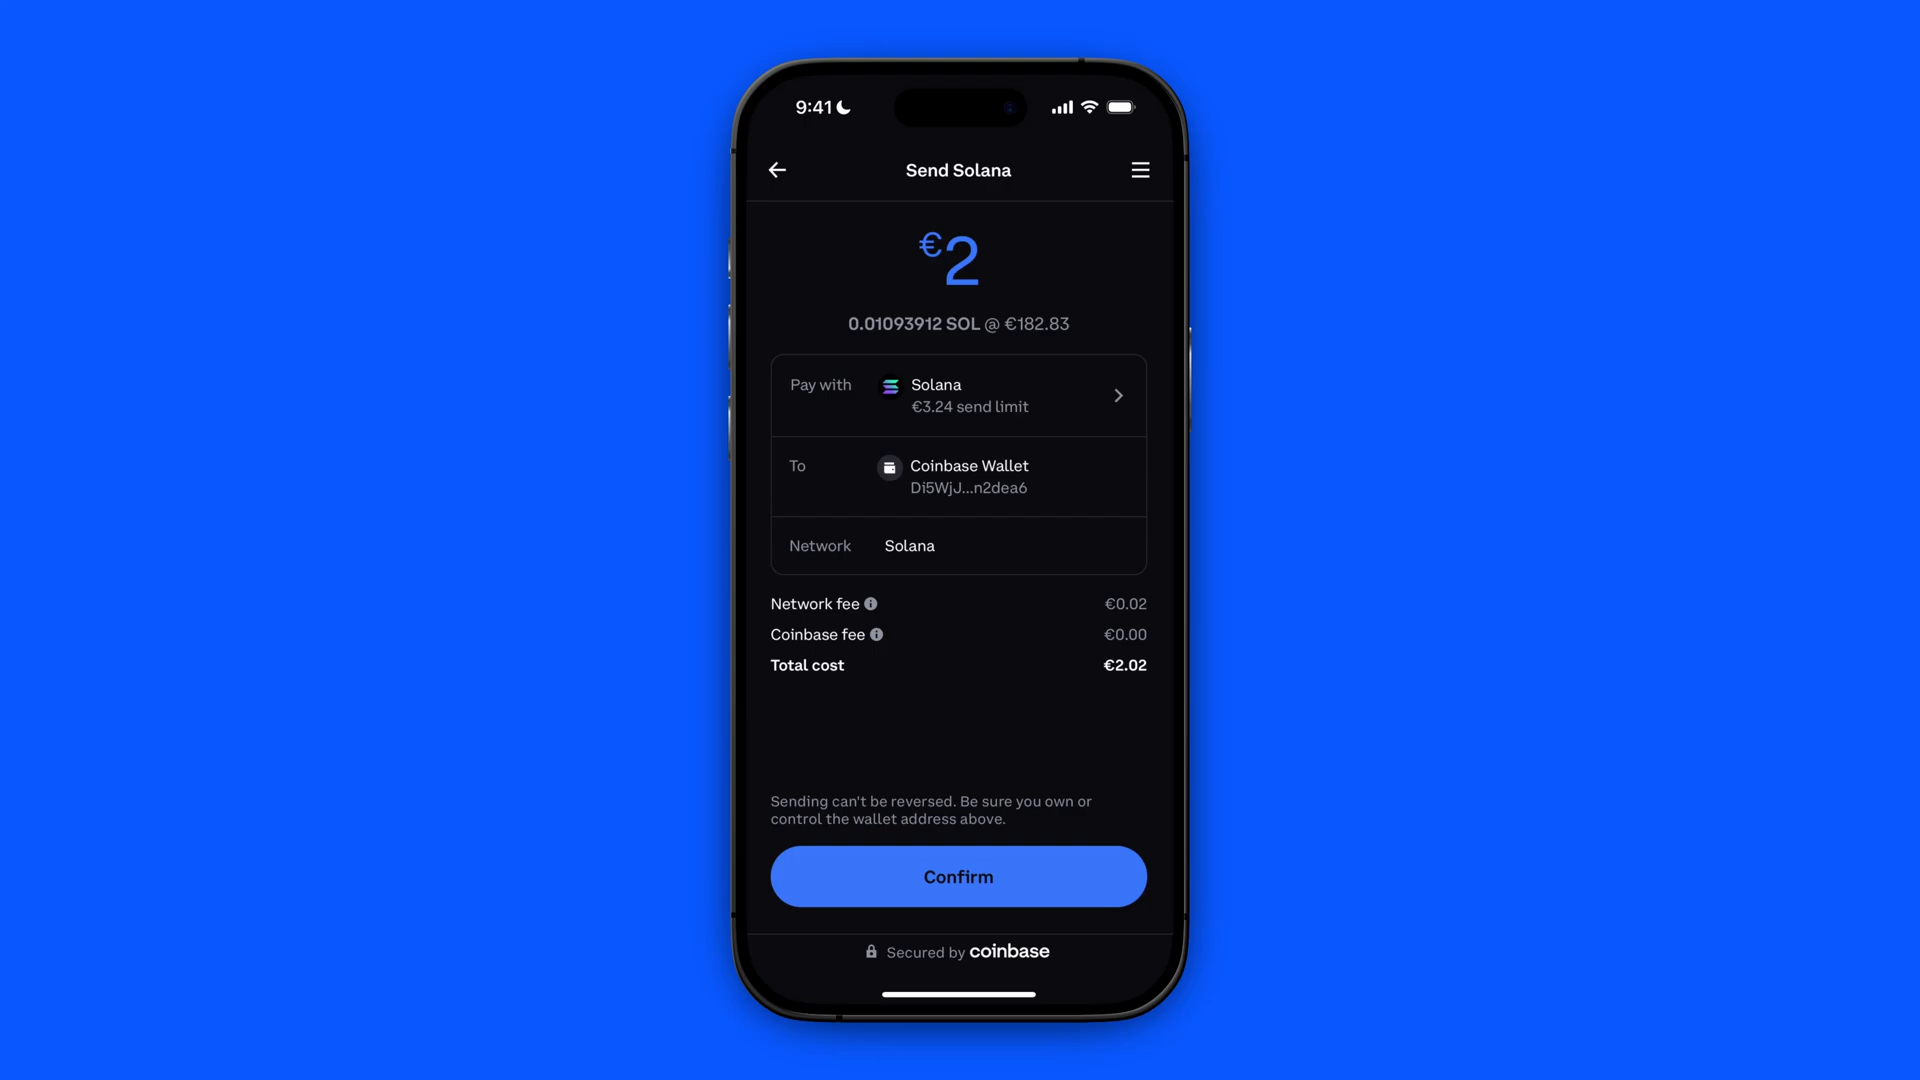 9:41
Send Solana
€2
0.01093912 SOL @ €182.83
Pay with Solana
€3.24 send limit
To Coinbase Wallet
Di5WjJ...n2dea6
Network Solana
Network fee €0.02
Coinbase fee €0.00
Total cost €2.02
Sending can't be reversed. Be sure you own or
control the wallet address above.
Confirm
Secured by coinbase